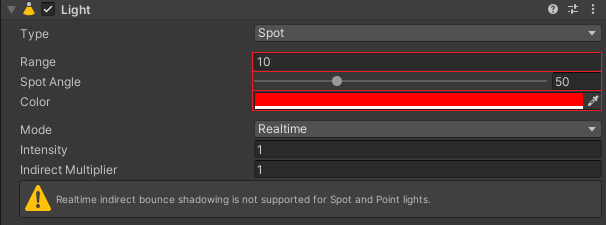 Light
Type Spot
Range 10
Spot Angle 50
Color
Mode Realtime
Intensity 1
Indirect Multiplier 1
Realtime indirect bounce shadowing is not supported for Spot and Point lights.